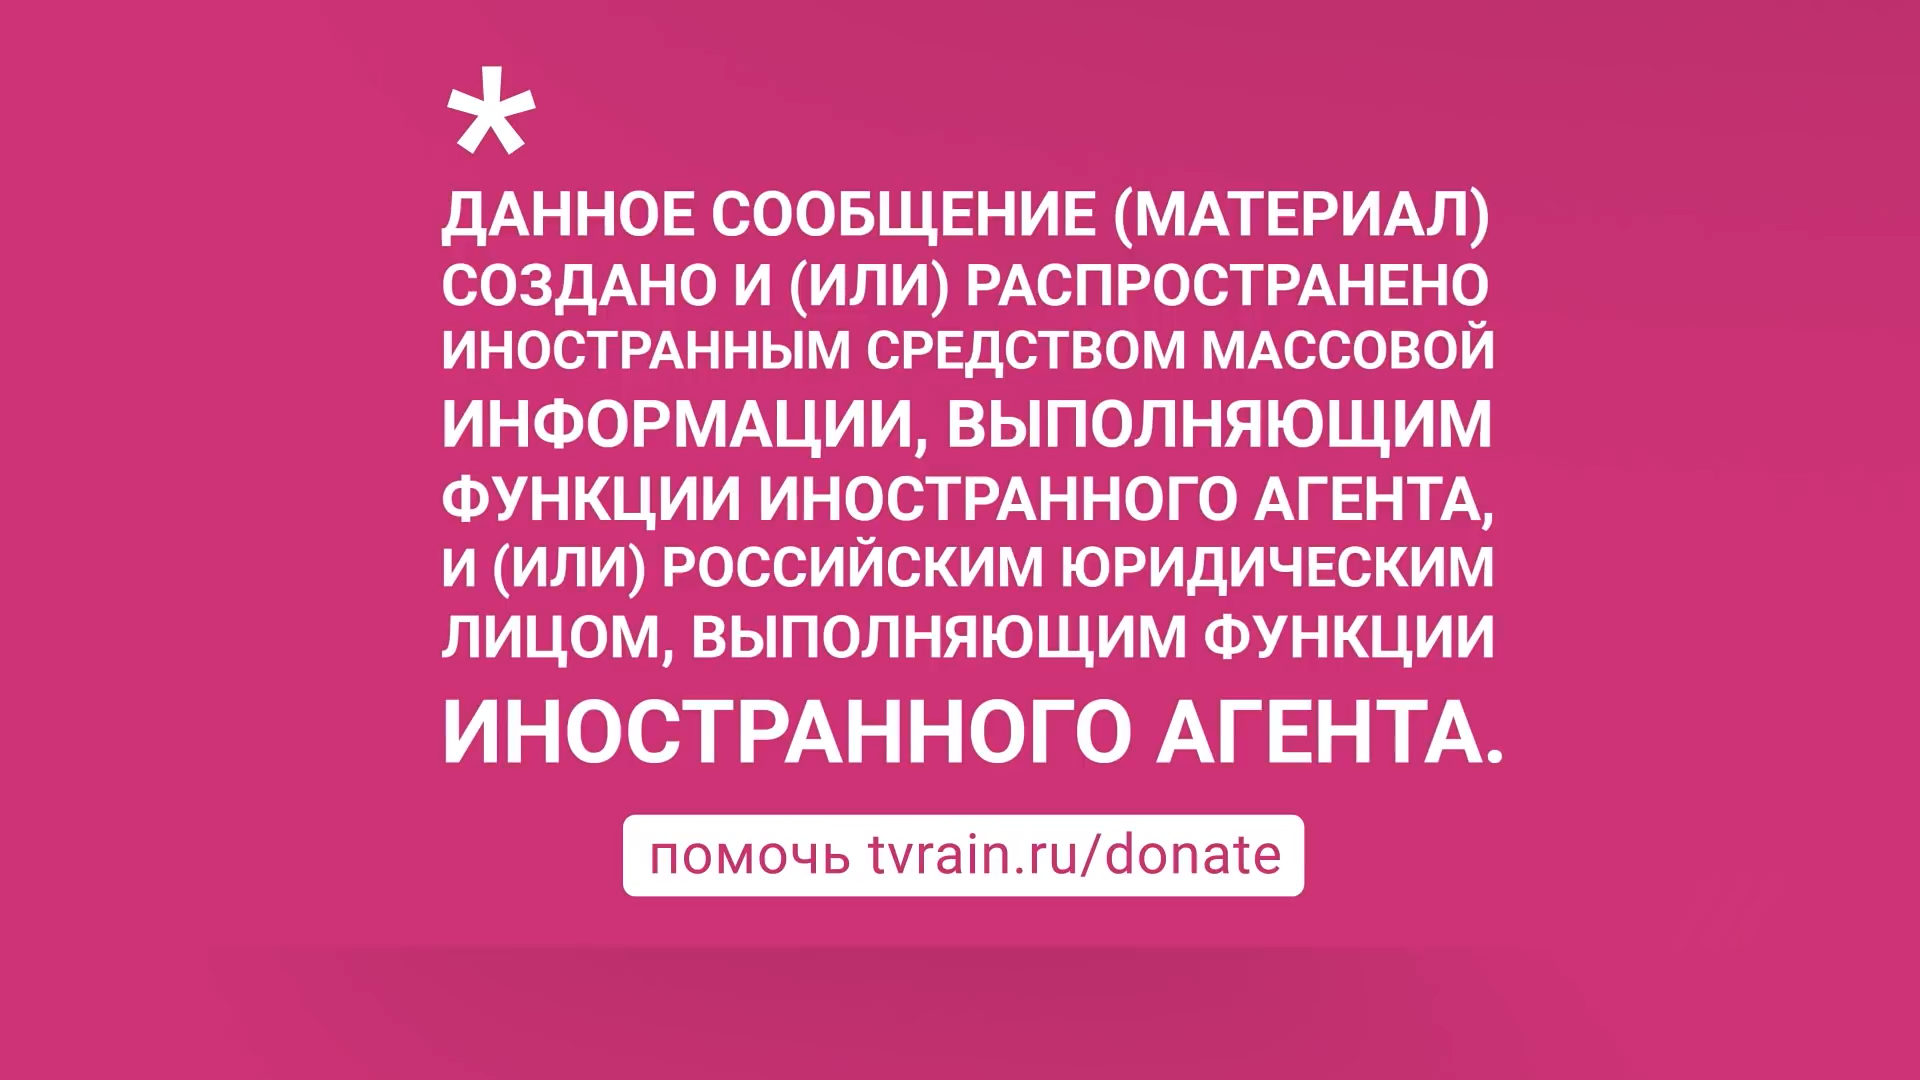 *
ДАННОЕ СООБЩЕНИЕ (МАТЕРИАЛ)
СОЗДАНО И (ИЛИ) РАСПРОСТРАНЕНО
ИНОСТРАННЫМ СРЕДСТВОМ МАССОВОЙ
ИНФОРМАЦИИ, ВЫПОЛНЯЮЩИМ
ФУНКЦИИ ИНОСТРАННОГО АГЕНТА,
И (ИЛИ) РОССИЙСКИМ ЮРИДИЧЕСКИМ
ЛИЦОМ, ВЫПОЛНЯЮЩИМ ФУНКЦИИ
ИНОСТРАННОГО АГЕНТА.
помочь tvrain.ru/donate